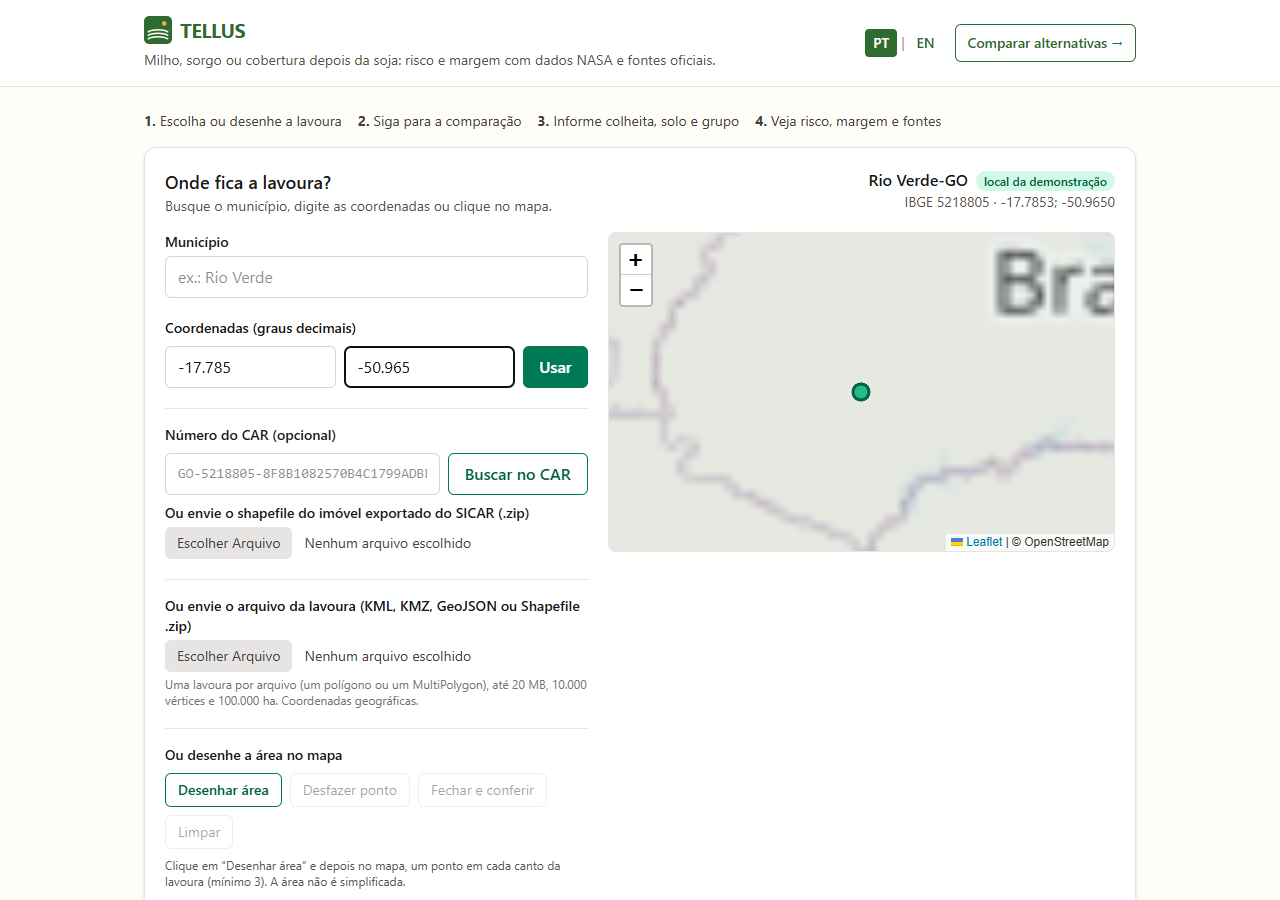 TELLUS
Milho, sorgo ou cobertura depois da soja: risco e margem com dados NASA e fontes oficiais.
PT | EN
Comparar alternativas →
1. Escolha ou desenhe a lavoura 2. Siga para a comparação 3. Informe colheita, solo e grupo 4. Veja risco, margem e fontes
Onde fica a lavoura?
Busque o município, digite as coordenadas ou clique no mapa.
Rio Verde-GO local da demonstração
IBGE 5218805 · -17.7853; -50.9650
Município
ex.: Rio Verde
Coordenadas (graus decimais)
-17.785
-50.965
Usar
Número do CAR (opcional)
GO-5218805-8F8B1082570B4C1799ADB
Buscar no CAR
Ou envie o shapefile do imóvel exportado do SICAR (.zip)
Escolher Arquivo Nenhum arquivo escolhido
Ou envie o arquivo da lavoura (KML, KMZ, GeoJSON ou Shapefile
.zip)
Escolher Arquivo Nenhum arquivo escolhido
Uma lavoura por arquivo (um polígono ou um MultiPolygon), até 20 MB, 10.000
vértices e 100.000 ha. Coordenadas geográficas.
Ou desenhe a área no mapa
Desenhar área
Desfazer ponto
Fechar e conferir
Limpar
Clique em “Desenhar área” e depois no mapa, um ponto em cada canto da
lavoura (mínimo 3). A área não é simplificada.
+
−
Bra
Leaflet | © OpenStreetMap